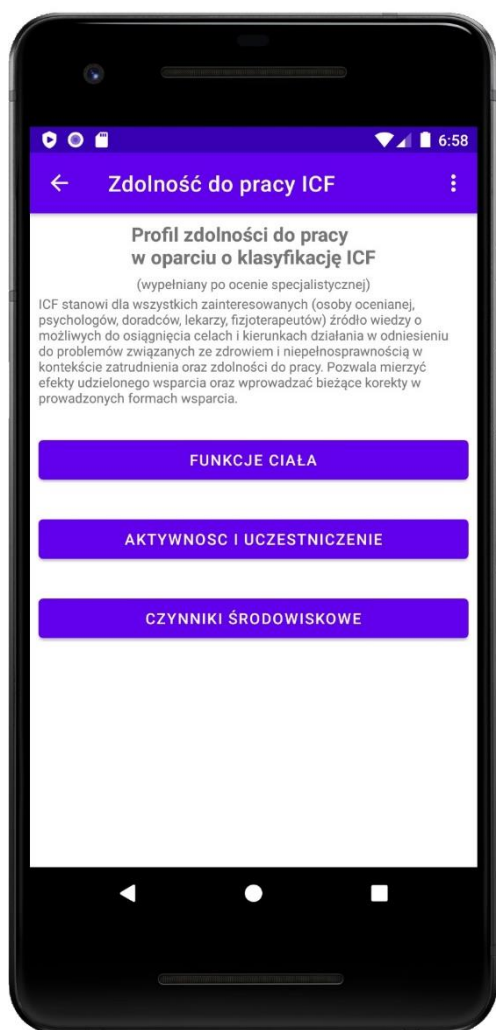 6:58
Zdolność do pracy ICF
Profil zdolności do pracy
w oparciu o klasyfikację ICF
(wypełniany po ocenie specjalistycznej)
ICF stanowi dla wszystkich zainteresowanych (osoby ocenianej,
psychologów, doradców, lekarzy, fizjoterapeutów) źródło wiedzy o
możliwych do osiągnięcia celach i kierunkach działania w odniesieniu
do problemów związanych ze zdrowiem i niepełnosprawnością w
kontekście zatrudnienia oraz zdolności do pracy. Pozwala mierzyć
efekty udzielonego wsparcia oraz wprowadzać bieżące korekty w
prowadzonych formach wsparcia.
FUNKCJE CIAŁA
AKTYWNOSC I UCZESTNICZENIE
CZYNNIKI ŚRODOWISKOWE